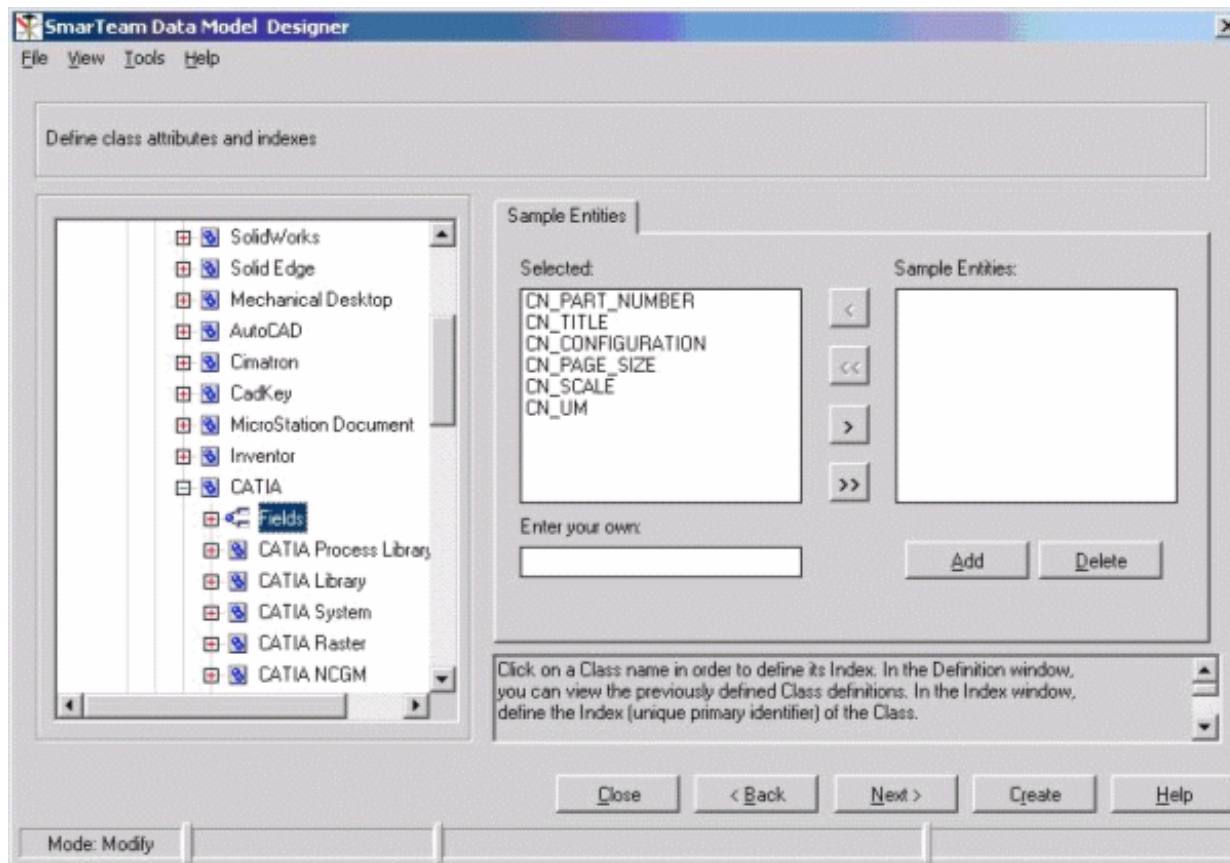 SmarTeam Data Model Designer
File View Tools Help
Define class attributes and indexes
SolidWorks
Solid Edge
Mechanical Desktop
AutoCAD
Cimatron
CadKey
MicroStation Document
Inventor
CATIA
Fields
CATIA Process Library
CATIA Library
CATIA System
CATIA Raster
CATIA NCGM
Sample Entities
Selected:
CN_PART_NUMBER
CN_TITLE
CN_CONFIGURATION
CN_PAGE_SIZE
CN_SCALE
CN_UM
<
<<
>
>>
Sample Entities:
Enter your own:
Add Delete
Click on a Class name in order to define its Index. In the Definition window,
you can view the previously defined Class definitions. In the Index window,
define the Index (unique primary identifier) of the Class.
Close < Back Next > Create Help
Mode: Modify